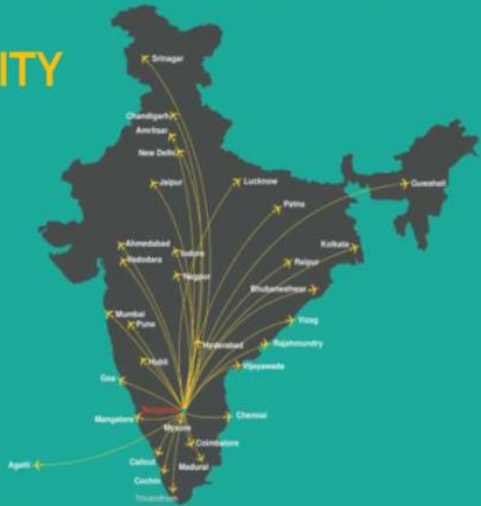 ITY
Srinagar
Chandigarh
Amritsar
New Delhi
Jaipur
Lucknow
Guwahati
Patna
Kolkata
Ahmedabad
Indore
Vadodara
Raipur
Nagpur
Bhubaneshwar
Mumbai
Pune
Vizag
Hyderabad
Rajahmundry
Hubli
Vijayawada
Goa
Bengaluru
Mangalore
Chennai
Mysore
Coimbatore
Calicut
Agatti
Madurai
Cochin
Trivandrum